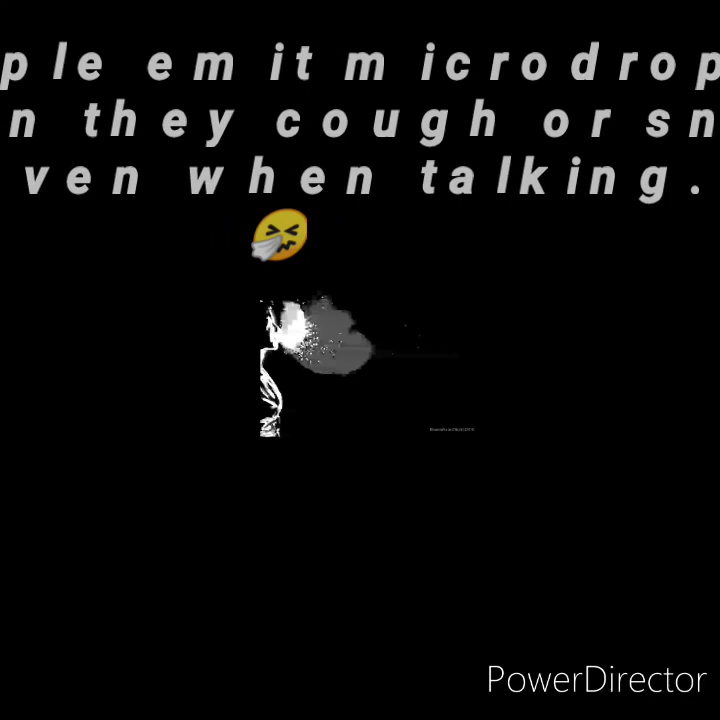 ple emit microdrop
n they cough or sn
ven when talking.
PowerDirector